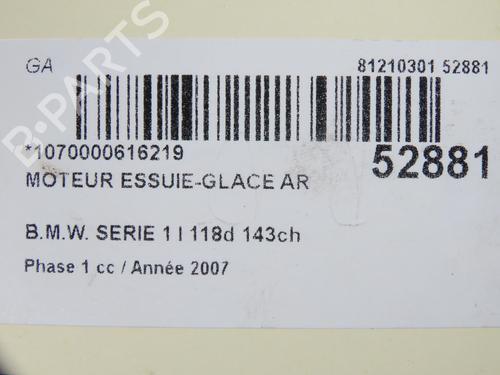 GA
81210301 52881
*1070000616219
52881
MOTEUR ESSUIE-GLACE AR
B.M.W. SERIE 1 I 118d 143ch
Phase 1 cc / Année 2007
B-PARTS